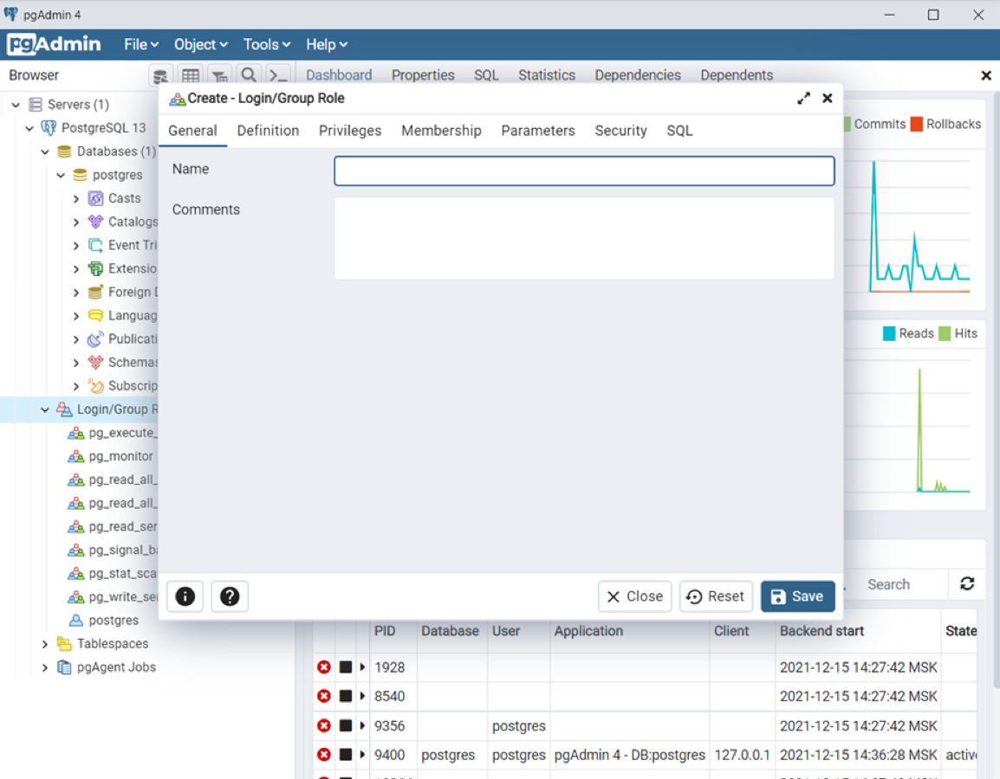 pgAdmin 4
pgAdmin File Object Tools Help
Browser Dashboard Properties SQL Statistics Dependencies Dependents
Create - Login/Group Role
General Definition Privileges Membership Parameters Security SQL
Name
Comments
Close Reset Save
Servers (1)
PostgreSQL 13
Databases (1)
postgres
Casts
Catalogs
Event Tri
Extensio
Foreign
Languag
Publicati
Schemas
Subscrip
Login/Group R
pg_execute_
pg_monitor
pg_read_all_
pg_read_all_
pg_read_ser
pg_signal_ba
pg_stat_sca
pg_write_ser
postgres
Tablespaces
pgAgent Jobs
Commits Rollbacks
Reads Hits
Search
PID Database User Application Client Backend start State
1928 2021-12-15 14:27:42 MSK
8540 2021-12-15 14:27:42 MSK
9356 postgres 2021-12-15 14:27:42 MSK
9400 postgres postgres pgAdmin 4 - DB:postgres 127.0.0.1 2021-12-15 14:36:28 MSK active